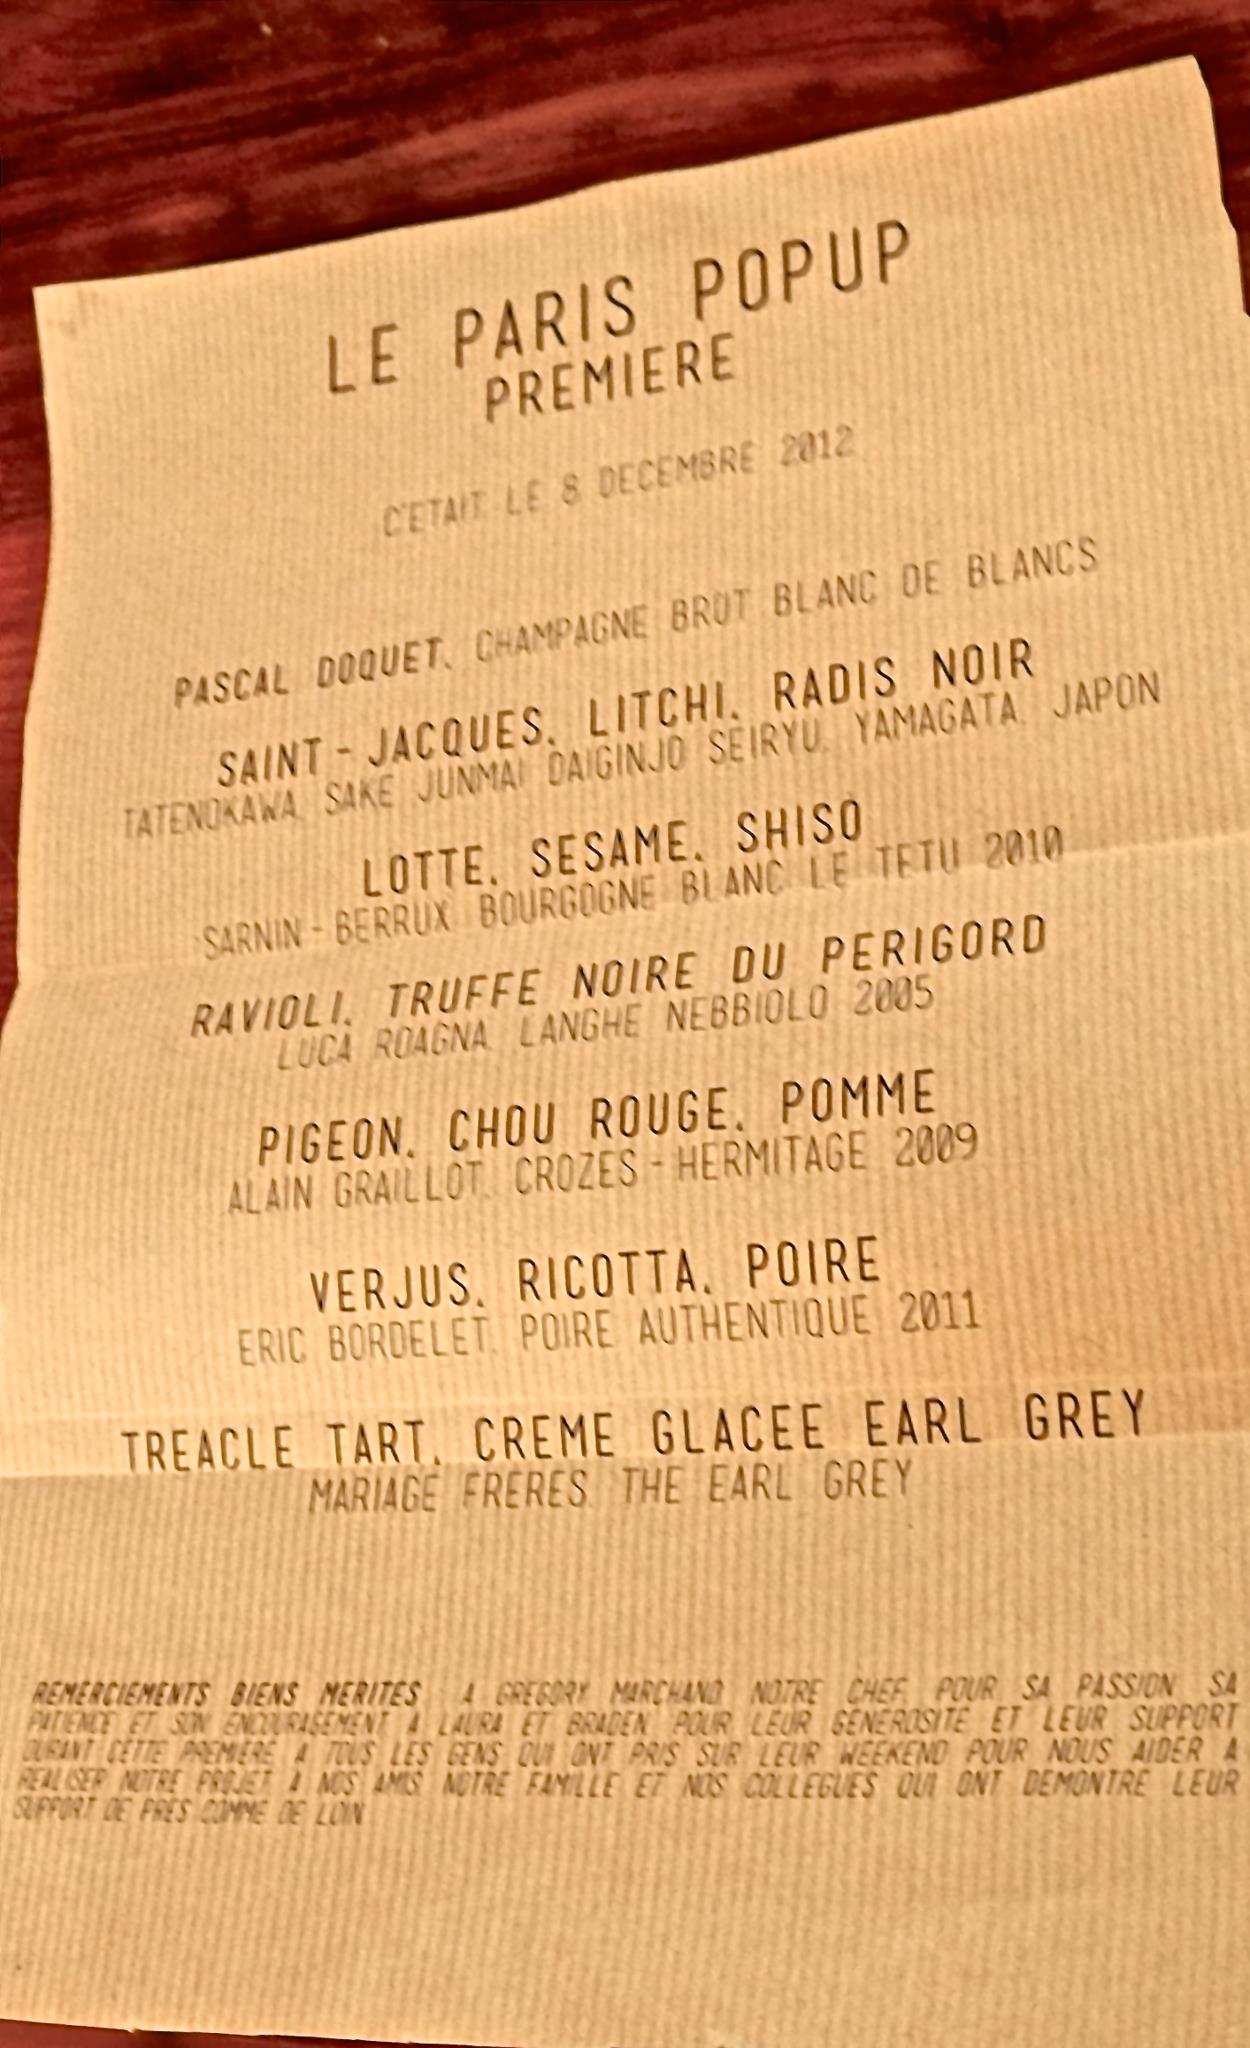 LE PARIS POPUP
PREMIERE
C'ETAIT LE 8 DECEMBRE 2012
PASCAL DOQUET, CHAMPAGNE BRUT BLANC DE BLANCS
SAINT-JACQUES, LITCHI, RADIS NOIR
TATENOKAWA, SAKE JUNMAI DAIGINJO SEIRYU, YAMAGATA, JAPON
LOTTE, SESAME, SHISO
SARNIN-BERRUX, BOURGOGNE BLANC LE TETU 2010
RAVIOLI, TRUFFE NOIRE DU PERIGORD
LUCA ROAGNA, LANGHE NEBBIOLO 2005
PIGEON, CHOU ROUGE, POMME
ALAIN GRAILLOT, CROZES-HERMITAGE 2009
VERJUS, RICOTTA, POIRE
ERIC BORDELET, POIRE AUTHENTIQUE 2011
TREACLE TART, CREME GLACEE EARL GREY
MARIAGE FRERES, THE EARL GREY
REMERCIEMENTS BIENS MERITES A GREGORY MARCHAND NOTRE CHEF, POUR SA PASSION, SA
PATIENCE ET SON ENCOURAGEMENT A LAURA ET BRADEN, POUR LEUR GENEROSITE ET LEUR SUPPORT
DURANT CETTE PREMIERE A TOUS LES GENS QUI ONT PRIS SUR LEUR WEEKEND POUR NOUS AIDER A
REALISER NOTRE PROJET A NOS AMIS, NOTRE FAMILLE ET NOS COLLEGUES QUI ONT DEMONTRE LEUR
SUPPORT DE PRES COMME DE LOIN